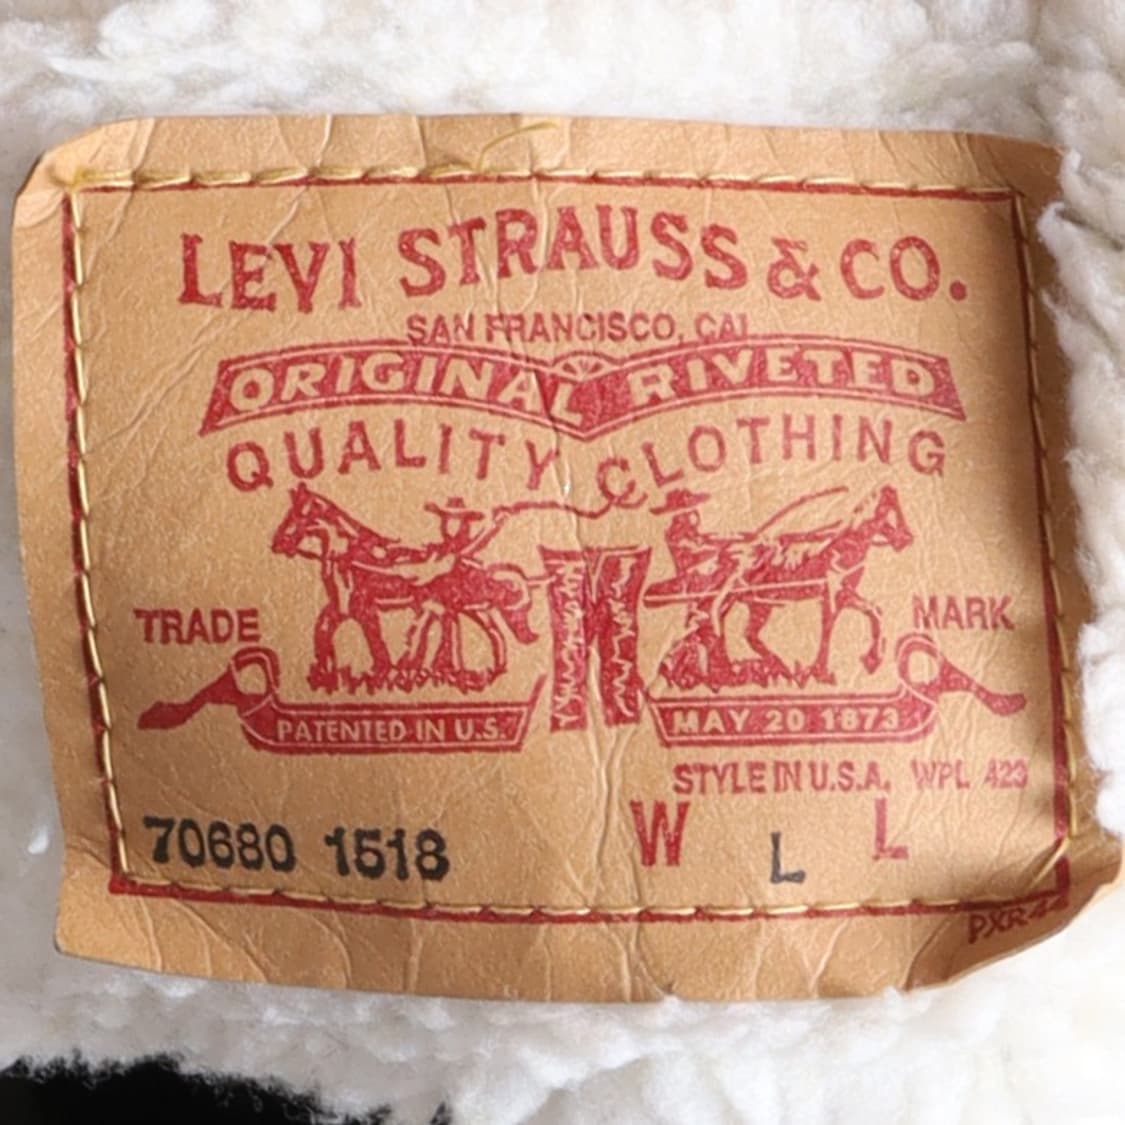 LEVI STRAUSS & CO.
SAN FRANCISCO, CAL
ORIGINAL RIVETED
QUALITY CLOTHING
TRADE MARK
PATENTED IN U.S. MAY 20 1873
STYLE IN U.S.A. WPL 423
70680 1518 W L L